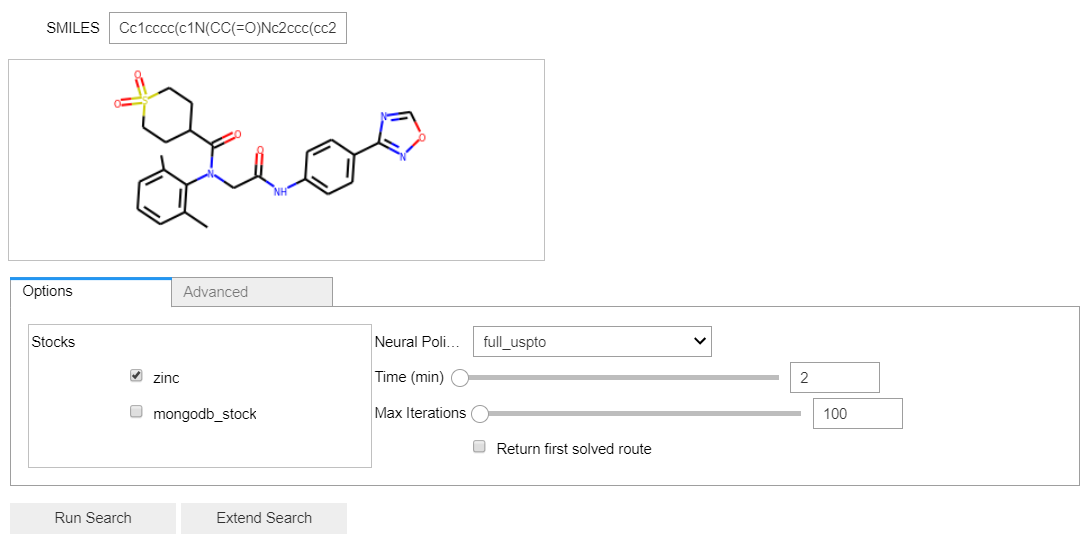 SMILES Cc1cccc(c1N(CC(=O)Nc2ccc(cc2
O
O S
O
O
N
NH
N
O
N
Options Advanced
Stocks
zinc
mongodb_stock
Neural Poli... full_uspto
Time (min) 2
Max Iterations 100
Return first solved route
Run Search Extend Search